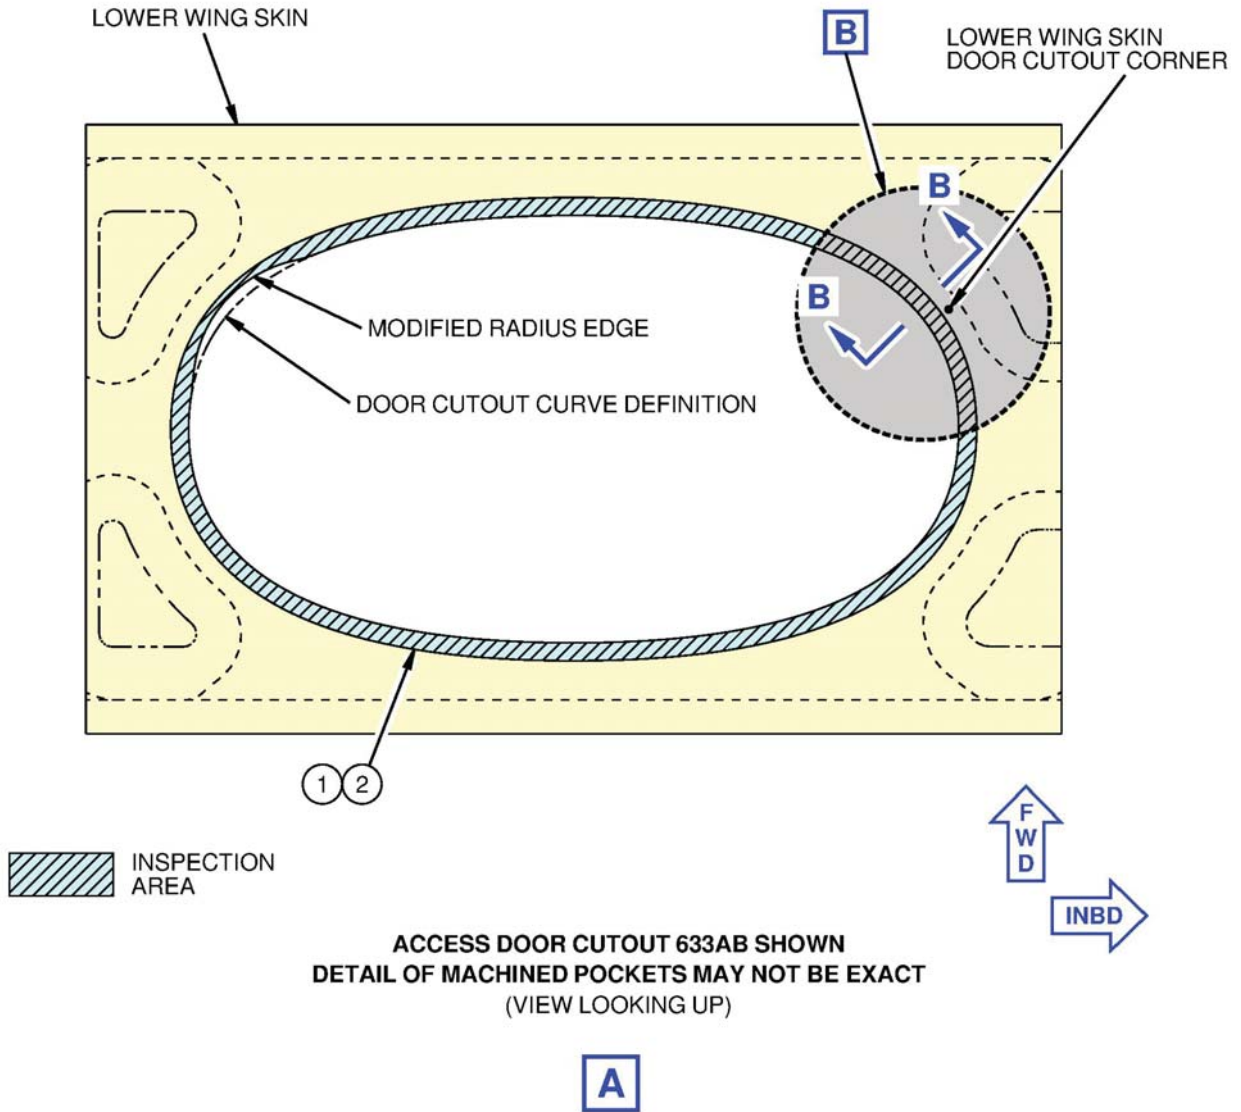 LOWER WING SKIN
B
LOWER WING SKIN
DOOR CUTOUT CORNER
B
B
MODIFIED RADIUS EDGE
DOOR CUTOUT CURVE DEFINITION
1 2
INSPECTION
AREA
F
W
D
INBD
ACCESS DOOR CUTOUT 633AB SHOWN
DETAIL OF MACHINED POCKETS MAY NOT BE EXACT
(VIEW LOOKING UP)
A